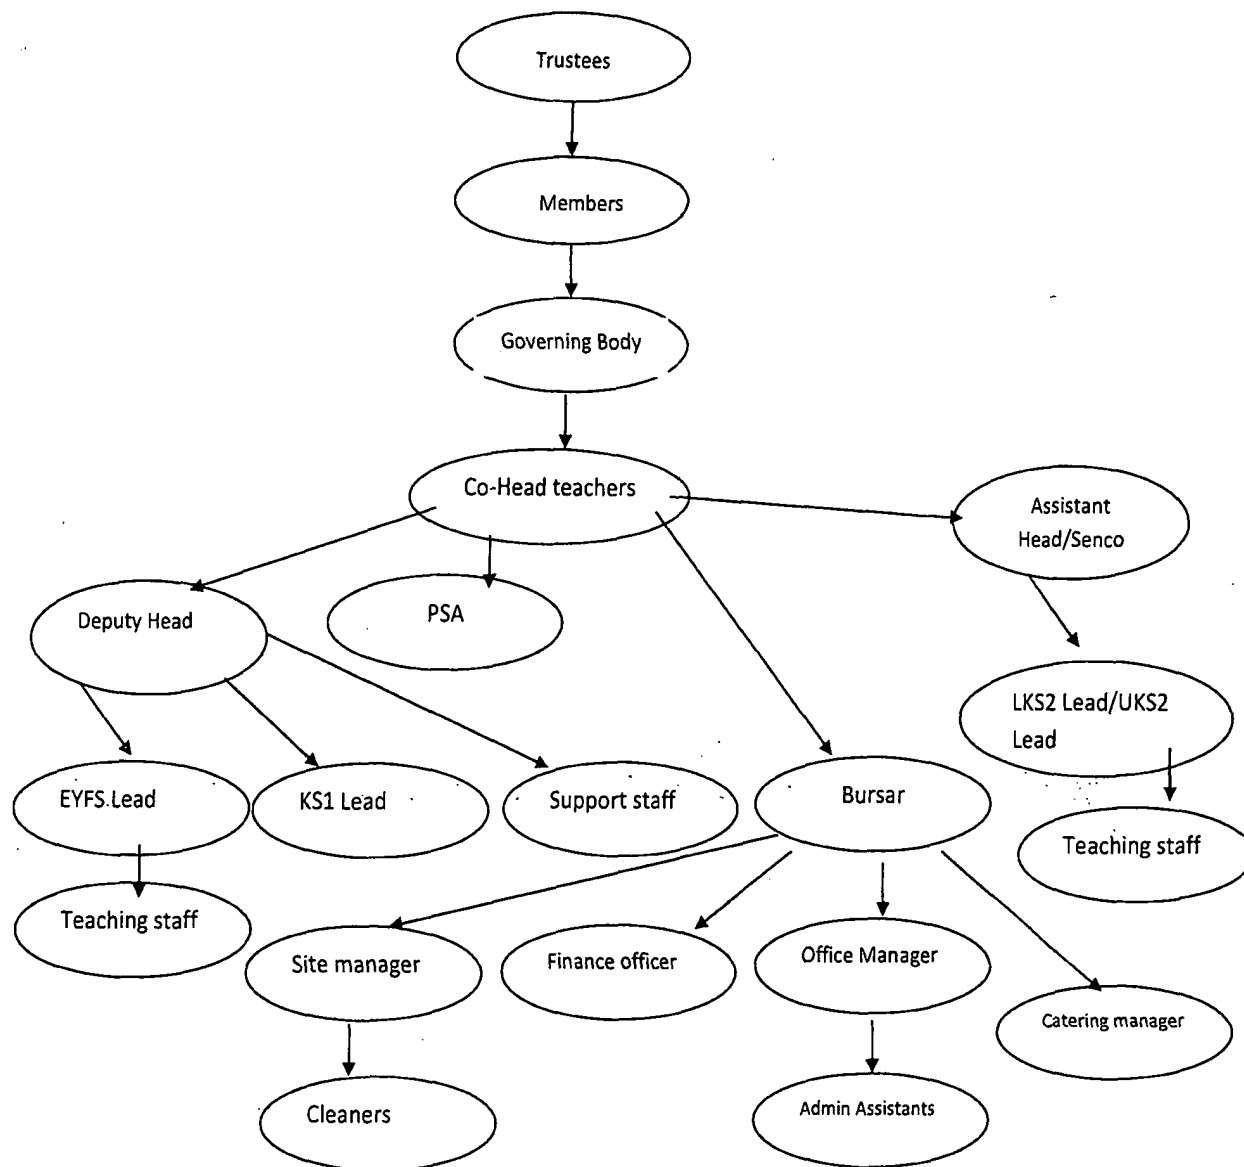 Trustees
Members
Governing Body
Co-Head teachers
Assistant
Head/Senco
Deputy Head
PSA
LKS2 Lead/UKS2
Lead
EYFS.Lead
KS1 Lead
Support staff
Bursar
Teaching staff
Teaching staff
Site manager
Finance officer
Office Manager
Catering manager
Cleaners
Admin Assistants